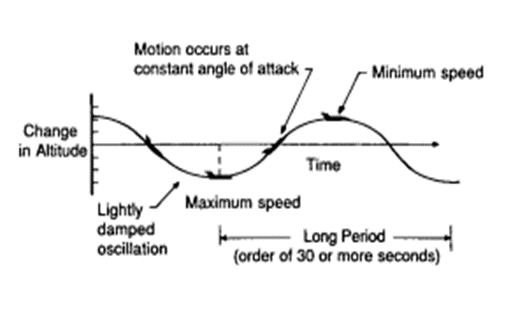 Motion occurs at
constant angle of attack
Minimum speed
Change
in Altitude
Time
Lightly
damped
oscillation
Maximum speed
Long Period
(order of 30 or more seconds)